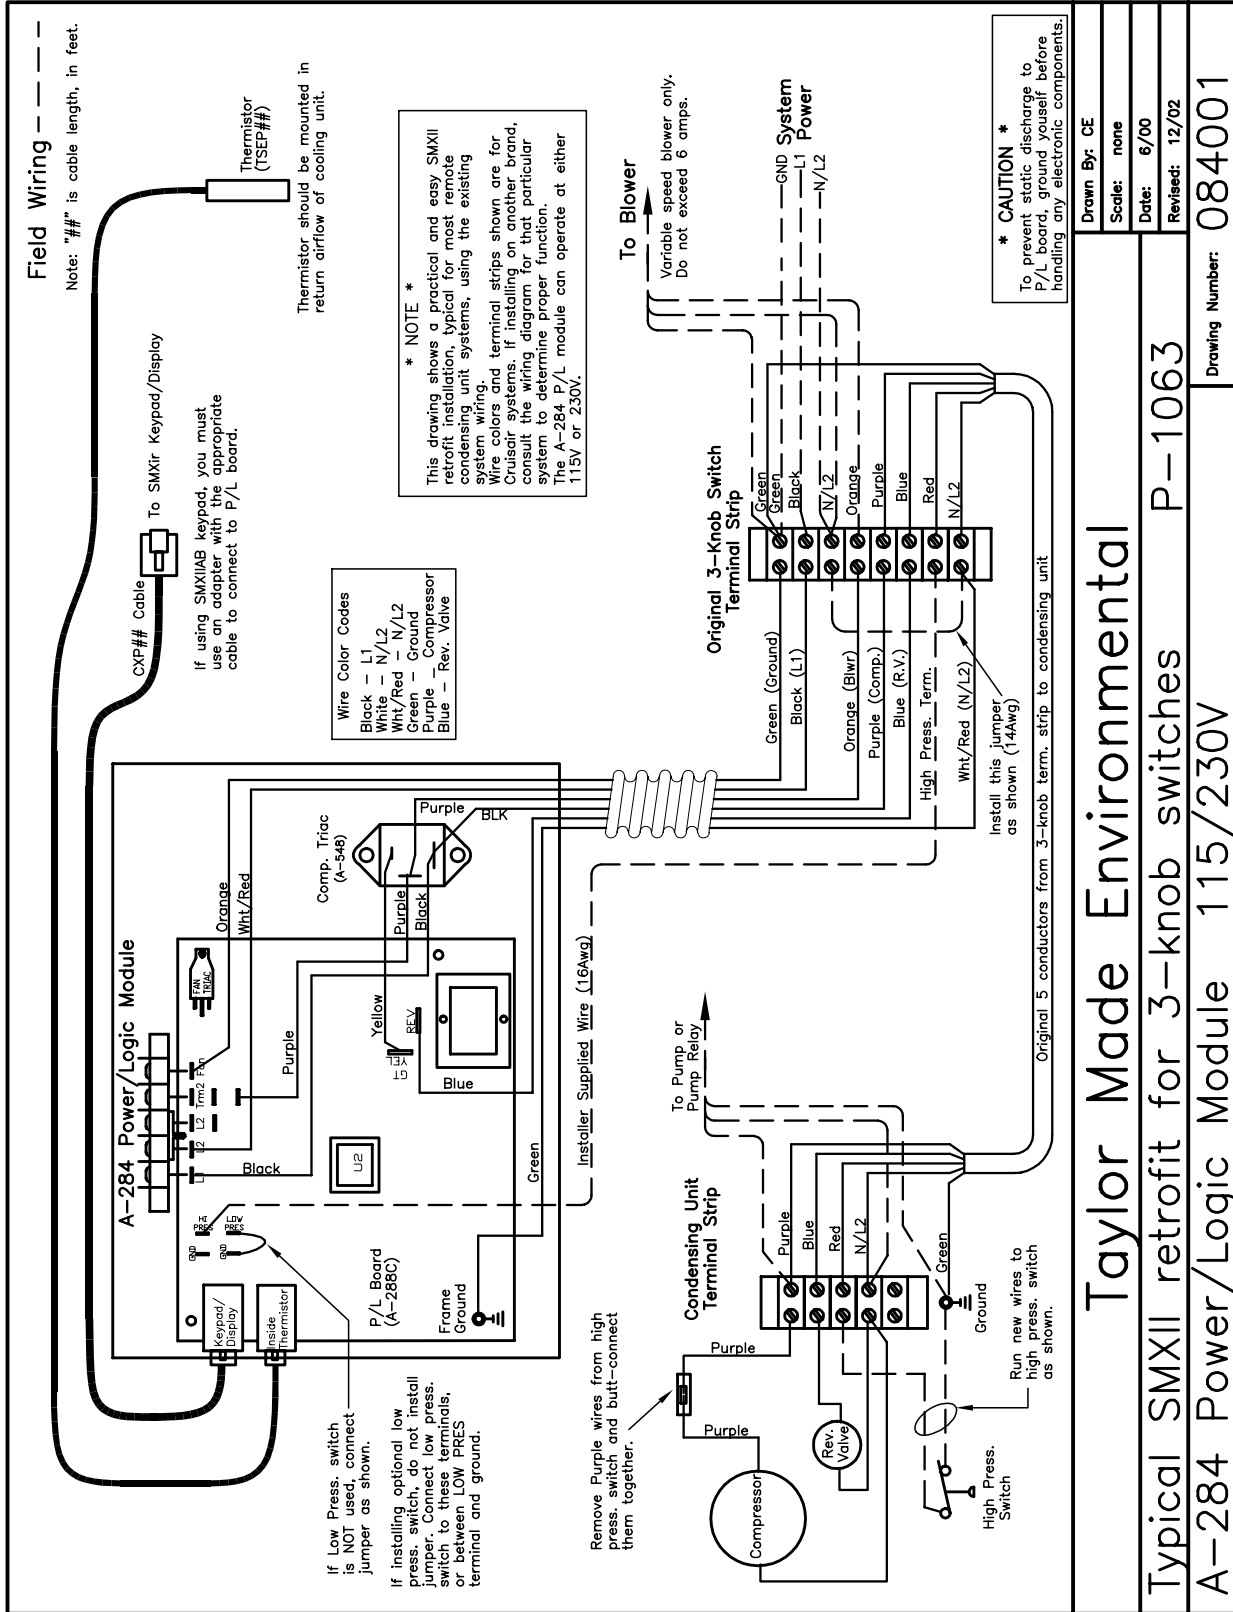 Field Wiring
Note: "##" is cable length, in feet.
Thermistor
(TSEP##)
Thermistor should be mounted in
return airflow of cooling unit.
To SMXir Keypad/Display
CXP## Cable
If using SMXIIAB keypad, you must
use an adapter with the appropriate
cable to connect to P/L board.
* NOTE *
This drawing shows a practical and easy SMXII
retrofit installation, typical for most remote
condensing unit systems, using the existing
system wiring.
Wire colors and terminal strips shown are for
Cruisair systems. If installing on another brand,
consult the wiring diagram for that particular
system to determine proper function.
The A-284 P/L module can operate at either
115V or 230V.
Wire Color Codes
Black - L1
White - N/L2
Wht/Red - N/L2
Green - Ground
Purple - Compressor
Blue - Rev. Valve
A-284 Power/Logic Module
Orange
Wht/Red
FAN
TRIAC
Fan
Trm2
L2
L2
L1
Purple
Black
Comp. Triac
(A-548)
Purple
BLK
Purple
Black
Yellow
REV
GT
YEL
Blue
U2
Green
HI
PRES
LOW
PRES
GND
GND
Keypad/
Display
Inside
Thermistor
P/L Board
(A-288C)
Frame
Ground
If Low Press. switch
is NOT used, connect
jumper as shown.
If installing optional low
press. switch, do not install
jumper. Connect low press.
switch to these terminals,
or between LOW PRES
terminal and ground.
Installer Supplied Wire (16Awg)
To Blower
Variable speed blower only.
Do not exceed 6 amps.
GND
L1
N/L2
System
Power
Original 3-Knob Switch
Terminal Strip
Green
Green
Black
N/L2
Orange
Purple
Blue
Red
N/L2
Green (Ground)
Black (L1)
Orange (Blwr)
Purple (Comp.)
Blue (R.V.)
High Press. Term.
Wht/Red (N/L2)
Install this jumper
as shown (14Awg)
Original 5 conductors from 3-knob term. strip to condensing unit
To Pump or
Pump Relay
Condensing Unit
Terminal Strip
Purple
Blue
Red
N/L2
Green
Ground
Remove Purple wires from high
press. switch and butt-connect
them together.
Purple
Purple
Compressor
Rev.
Valve
High Press.
Switch
Run new wires to
high press. switch
as shown.
* CAUTION *
To prevent static discharge to
P/L board, ground youself before
handling any electronic components.
Taylor Made Environmental
Drawn By: CE
Scale: none
Date: 6/00
Revised: 12/02
Typical SMXII retrofit for 3-knob switches P-1063
A-284 Power/Logic Module 115/230V
Drawing Number: 084001